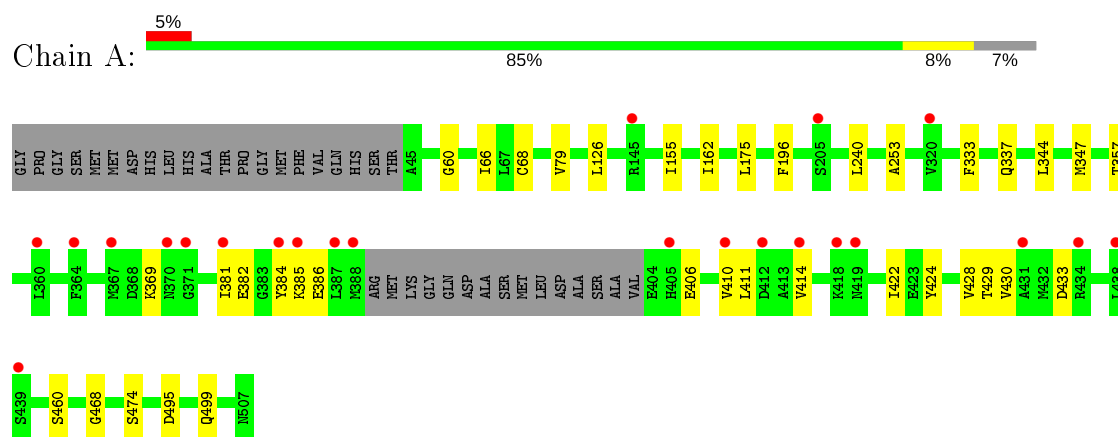 5%
Chain A:
85% 8% 7%
GLY PRO GLY SER MET MET ASP HIS LEU HIS ALA THR PRO GLY MET PHE VAL GLN HIS SER THR A45 G60 I66 L67 C68 V79 L126 R145 I155 I162 L175 F196 S205 L240 A253 V320 F333 Q337 L344 M347 T357
L360 F364 M367 D368 K369 N370 G371 I381 E382 G383 Y384 K385 E386 L387 M388 ARG MET LYS GLY GLN ASP ALA SER MET LEU ASP ALA SER ALA VAL E404 H405 E406 V410 L411 D412 A413 V414 K418 N419 I422 E423 Y424 V428 T429 V430 A431 M432 D433 R434 L438
S439 S460 G468 S474 D495 Q499 N507